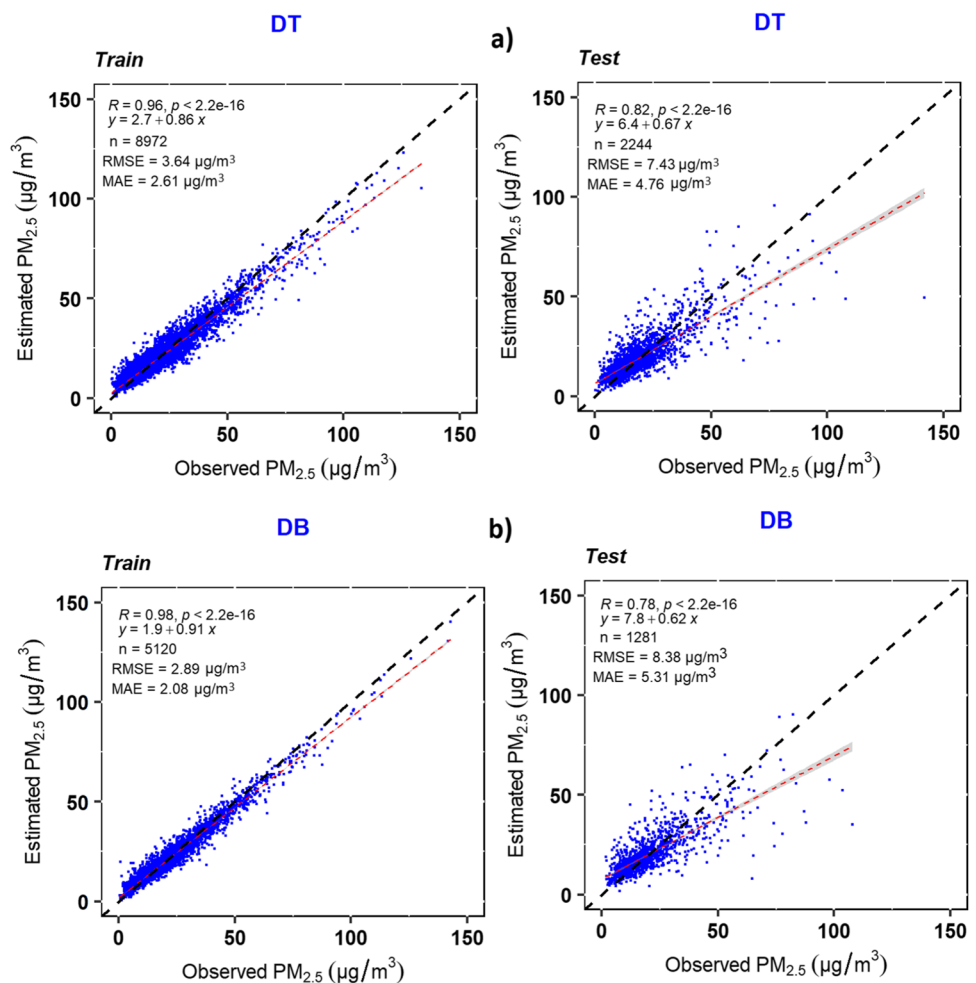 DT
a)
DT
Train
Test
R = 0.96, p < 2.2e-16
y = 2.7 + 0.86 x
n = 8972
RMSE = 3.64 µg/m³
MAE = 2.61 µg/m³
150
100
50
0
0
50
100
150
Estimated PM₂.₅ (µg/m³)
Observed PM₂.₅ (µg/m³)
R = 0.82, p < 2.2e-16
y = 6.4 + 0.67 x
n = 2244
RMSE = 7.43 µg/m³
MAE = 4.76 µg/m³
150
100
50
0
0
50
100
150
Estimated PM₂.₅ (µg/m³)
Observed PM₂.₅ (µg/m³)
DB
b)
DB
Train
Test
R = 0.98, p < 2.2e-16
y = 1.9 + 0.91 x
n = 5120
RMSE = 2.89 µg/m³
MAE = 2.08 µg/m³
150
100
50
0
0
50
100
150
Estimated PM₂.₅ (µg/m³)
Observed PM₂.₅ (µg/m³)
R = 0.78, p < 2.2e-16
y = 7.8 + 0.62 x
n = 1281
RMSE = 8.38 µg/m³
MAE = 5.31 µg/m³
150
100
50
0
0
50
100
150
Estimated PM₂.₅ (µg/m³)
Observed PM₂.₅ (µg/m³)